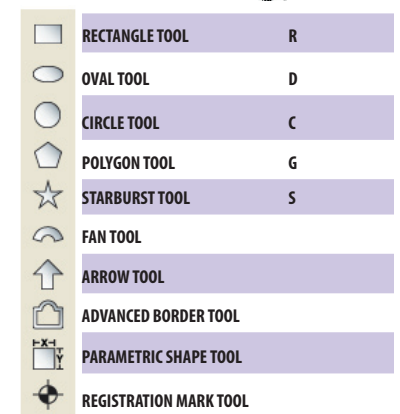 RECTANGLE TOOL R
OVAL TOOL D
CIRCLE TOOL C
POLYGON TOOL G
STARBURST TOOL S
FAN TOOL
ARROW TOOL
ADVANCED BORDER TOOL
X
Y
PARAMETRIC SHAPE TOOL
REGISTRATION MARK TOOL